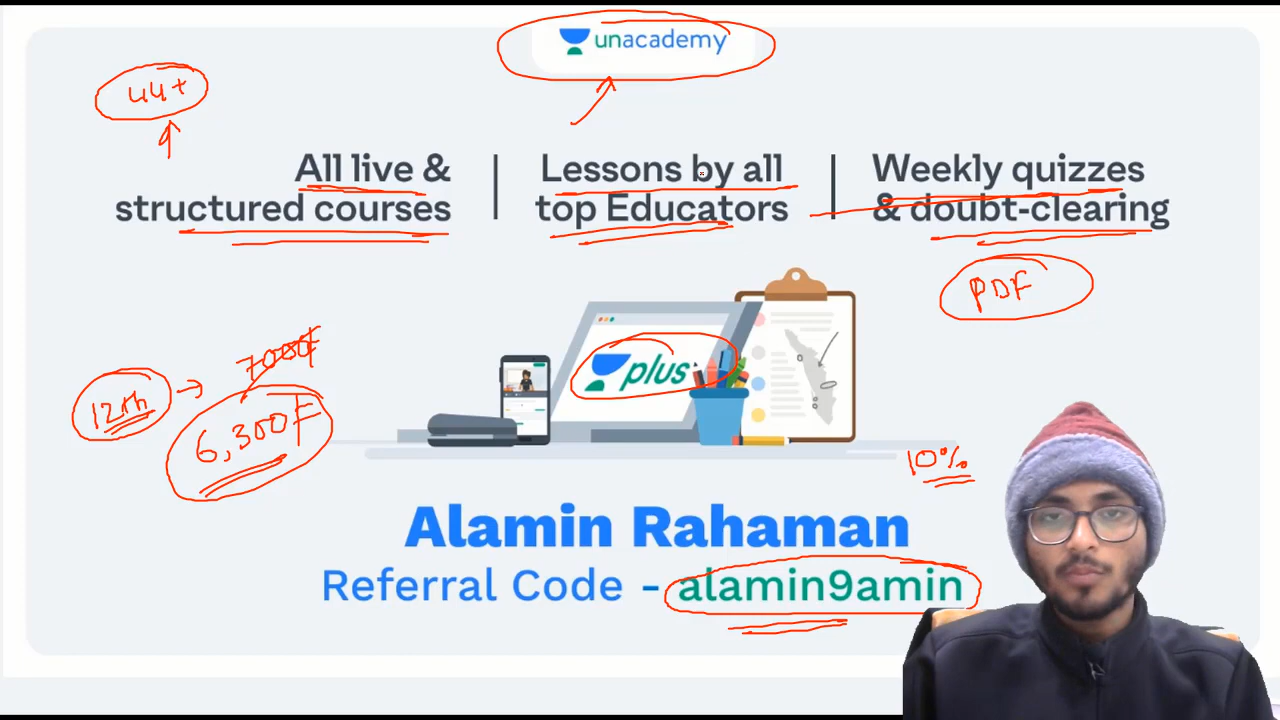 unacademy
44+
All live &
structured courses
Lessons by all
top Educators
Weekly quizzes
& doubt-clearing
PDF
plus
7000₹
12th
6,300₹
10%
Alamin Rahaman
Referral Code - alamin9amin